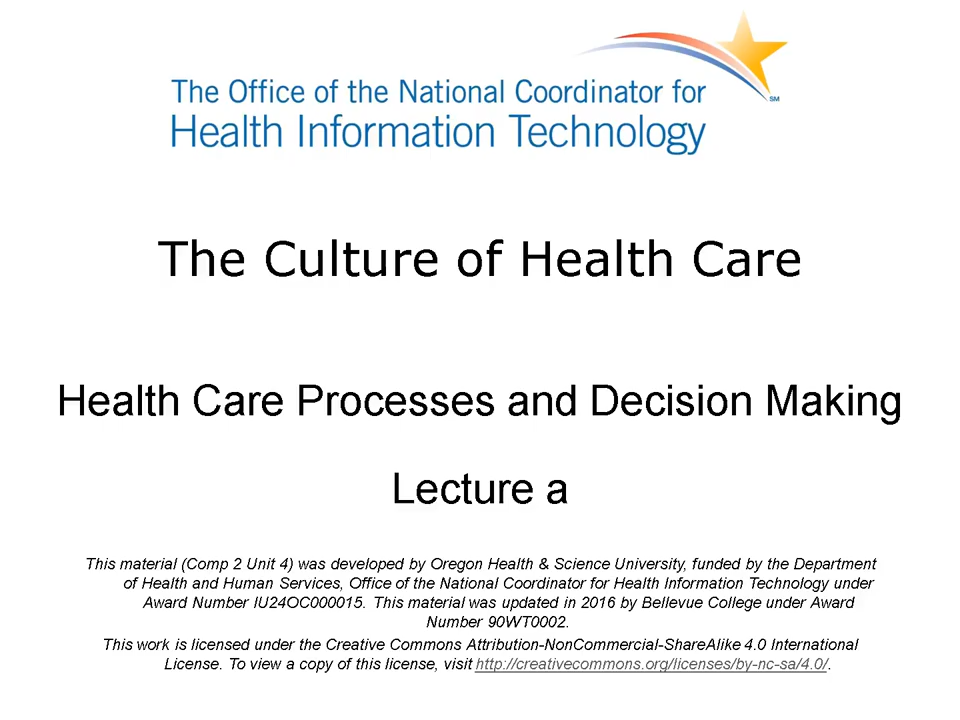 The Office of the National Coordinator for
Health Information Technology
SM
The Culture of Health Care
Health Care Processes and Decision Making
Lecture a
This material (Comp 2 Unit 4) was developed by Oregon Health & Science University, funded by the Department
of Health and Human Services, Office of the National Coordinator for Health Information Technology under
Award Number IU24OC000015. This material was updated in 2016 by Bellevue College under Award
Number 90WT0002.
This work is licensed under the Creative Commons Attribution-NonCommercial-ShareAlike 4.0 International
License. To view a copy of this license, visit http://creativecommons.org/licenses/by-nc-sa/4.0/.